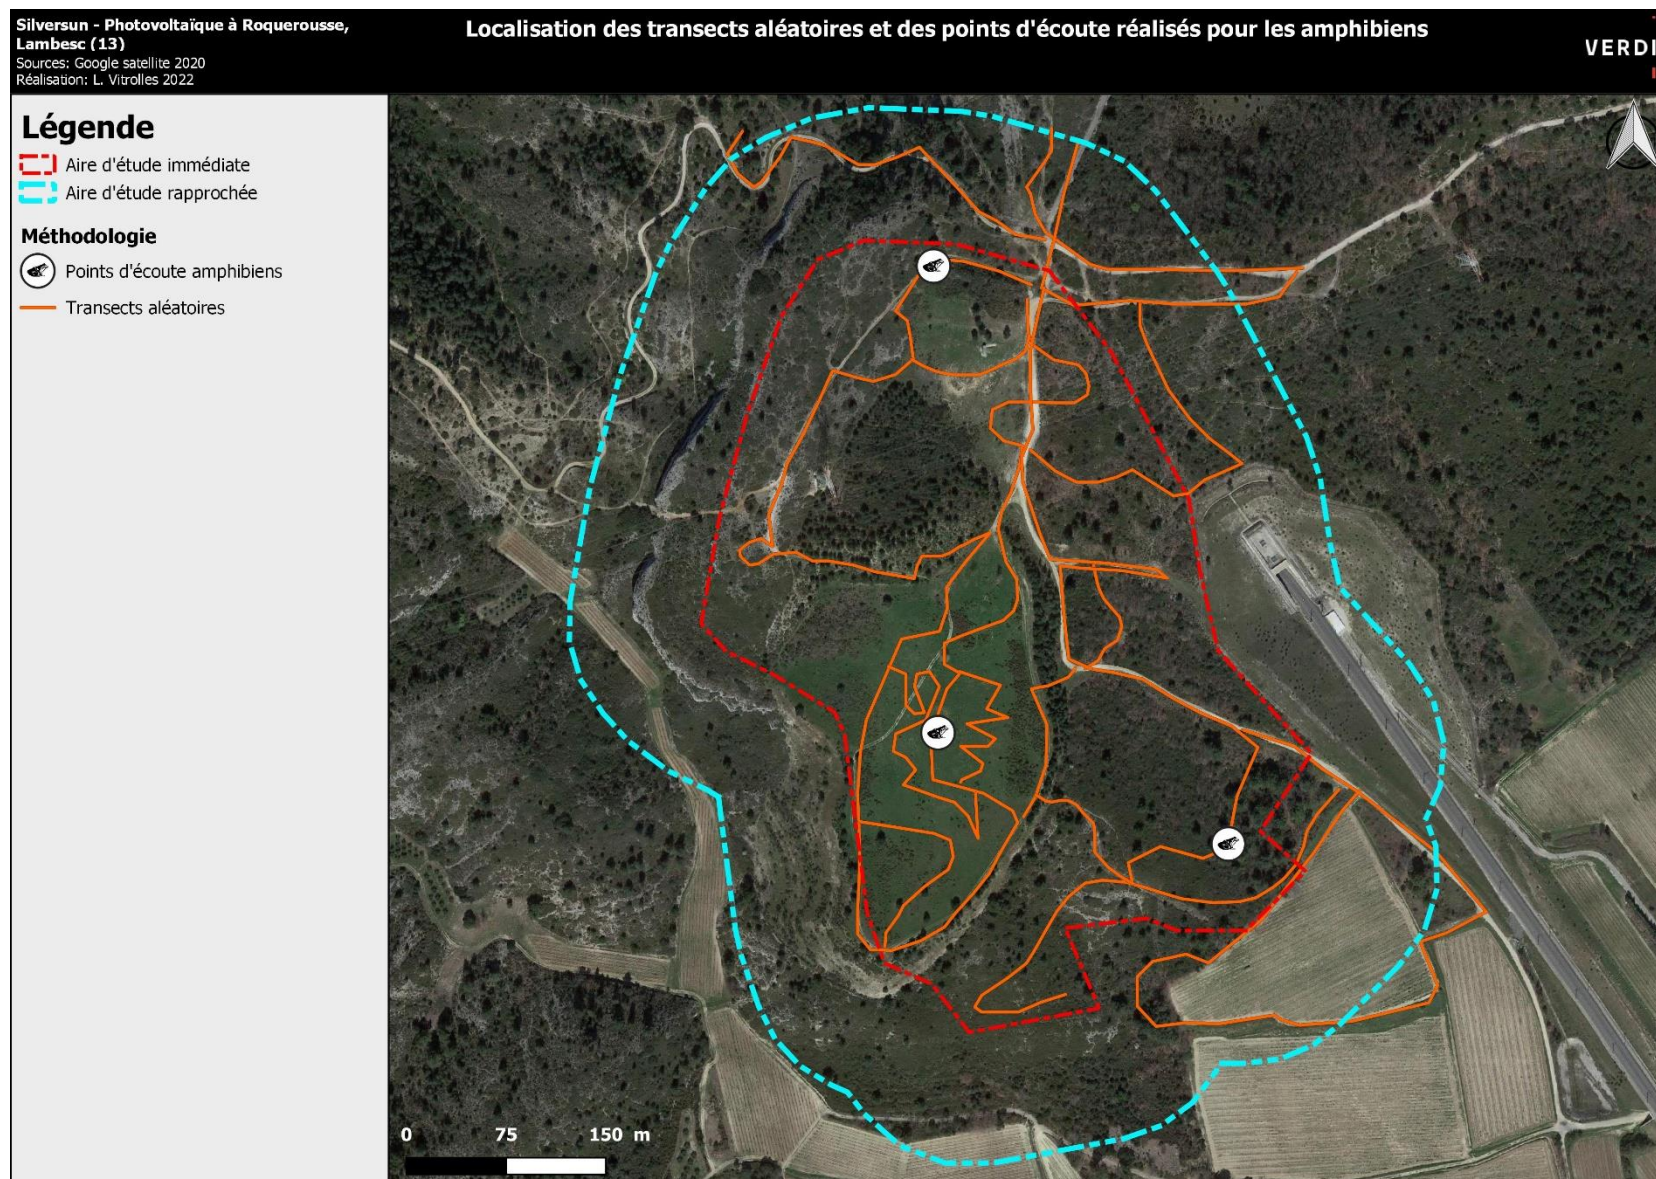 Silversun - Photovoltaïque à Roquerousse,
Lambesc (13)
Sources: Google satellite 2020
Réalisation: L. Vitrolles 2022
Localisation des transects aléatoires et des points d'écoute réalisés pour les amphibiens
VERDI
Légende
Aire d'étude immédiate
Aire d'étude rapprochée
Méthodologie
Points d'écoute amphibiens
Transects aléatoires
0 75 150 m